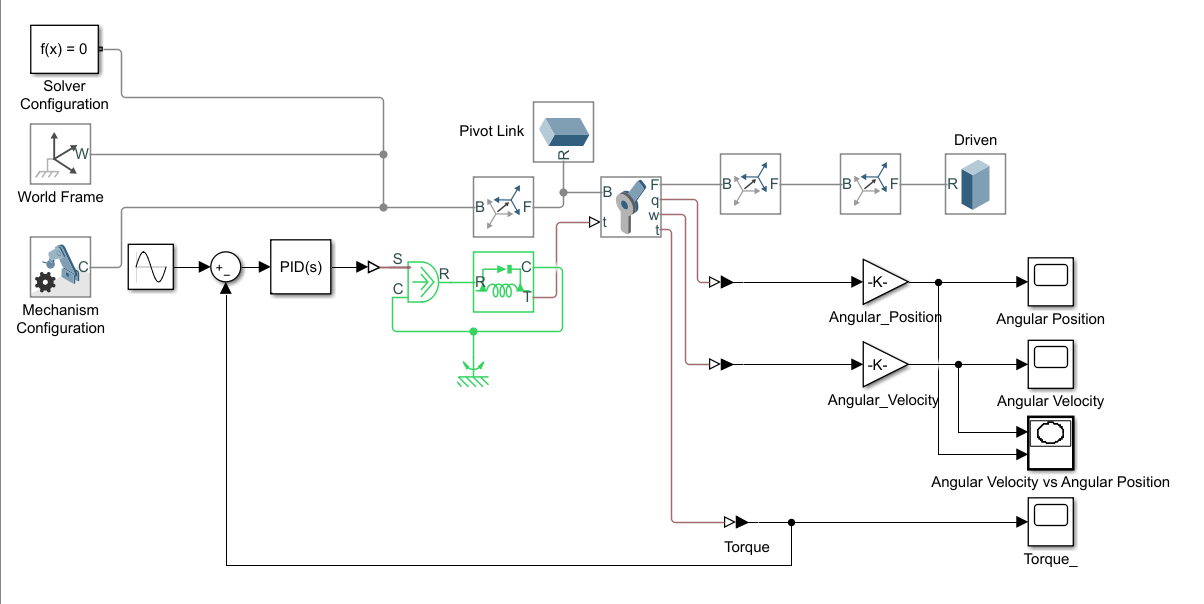 f(x) = 0
Solver
Configuration
W
World Frame
C
Mechanism
Configuration
+
−
PID(s)
S
C
R
R
C
T
B
F
Pivot Link
R
B
t
F
q
w
t
B
F
B
F
Driven
R
-K-
Angular_Position
Angular Position
-K-
Angular_Velocity
Angular Velocity
Angular Velocity vs Angular Position
Torque
Torque_